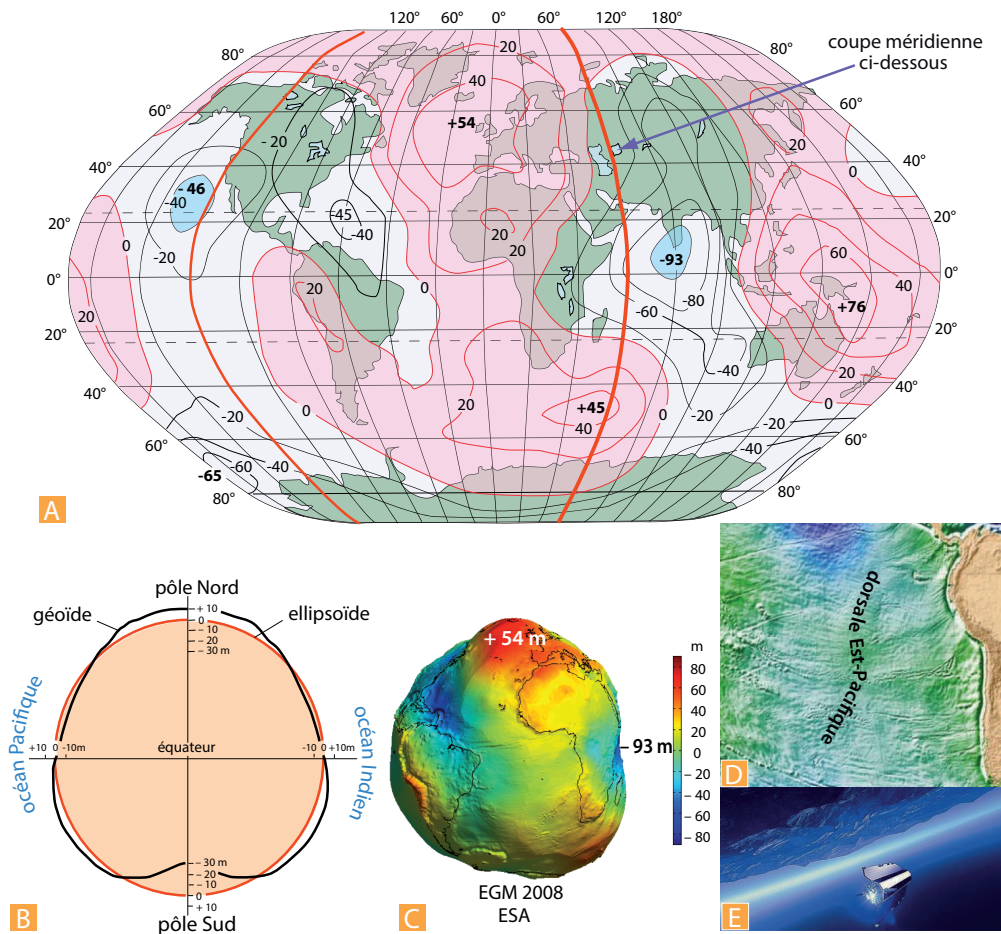 120° 60° 0° 60° 120° 180°
coupe méridienne
ci-dessous
80° 20 80°
40
60° +54 60°
- 20 -20 20
40° 40° 0
- 46
-40 -45
20° -40 20 20°
0 -20 20 -93 60
0° 20 0 -60 -80 0°
+76
20 20°
20° -40 20
40° 0 20 +45 0 -20 0 40°
-20 40 -20
60° -40 -40 60°
-60
-65
80° 80°
A
pôle Nord
géoïde + 10 ellipsoïde
0
– 10
– 20
– 30 m
océan Pacifique
océan Indien
+10 0 -10m équateur -10 0 +10m
– 30 m
– 20
– 10
0
+ 10
B pôle Sud
+ 54 m
m
80
60
40
20
0
– 20
– 40
– 60
– 80
– 93 m
C
EGM 2008
ESA
dorsale Est-Pacifique
D
E